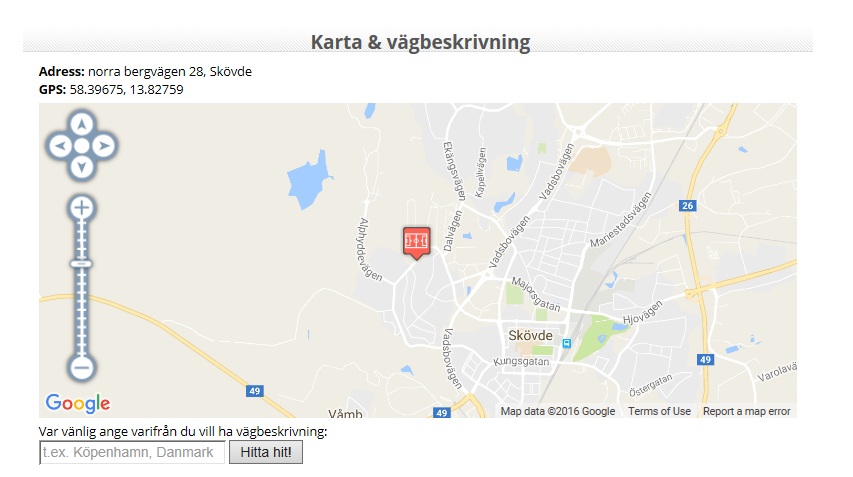 Karta & vägbeskrivning
Adress: norra bergvägen 28, Skövde
GPS: 58.39675, 13.82759
Ekängsvägen
Kapellvägen
Vadsbovägen
26
Alphyddevägen
Dalvägen
Vadsbovägen
Mariestadsvägen
Majorsgatan
Hjovägen
Skövde
Vadsbovägen
Kungsgatan
49
Varolavä
Östergatan
49
Google
Våmb
49
Map data ©2016 Google Terms of Use Report a map error
Var vänlig ange varifrån du vill ha vägbeskrivning:
t.ex. Köpenhamn, Danmark Hitta hit!